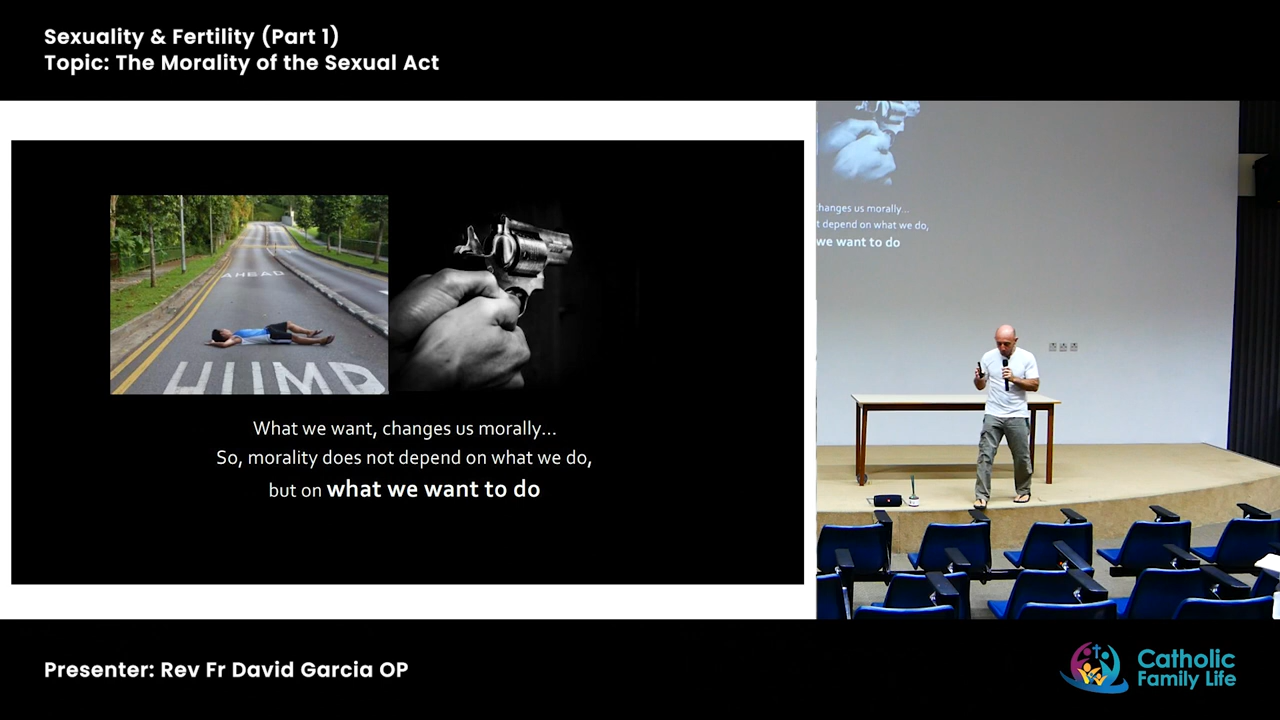 Sexuality & Fertility (Part 1)
Topic: The Morality of the Sexual Act
AHEAD
HUMP
What we want, changes us morally...
So, morality does not depend on what we do,
but on what we want to do
changes us morally...
t depend on what we do,
we want to do
Presenter: Rev Fr David Garcia OP
Catholic
Family Life